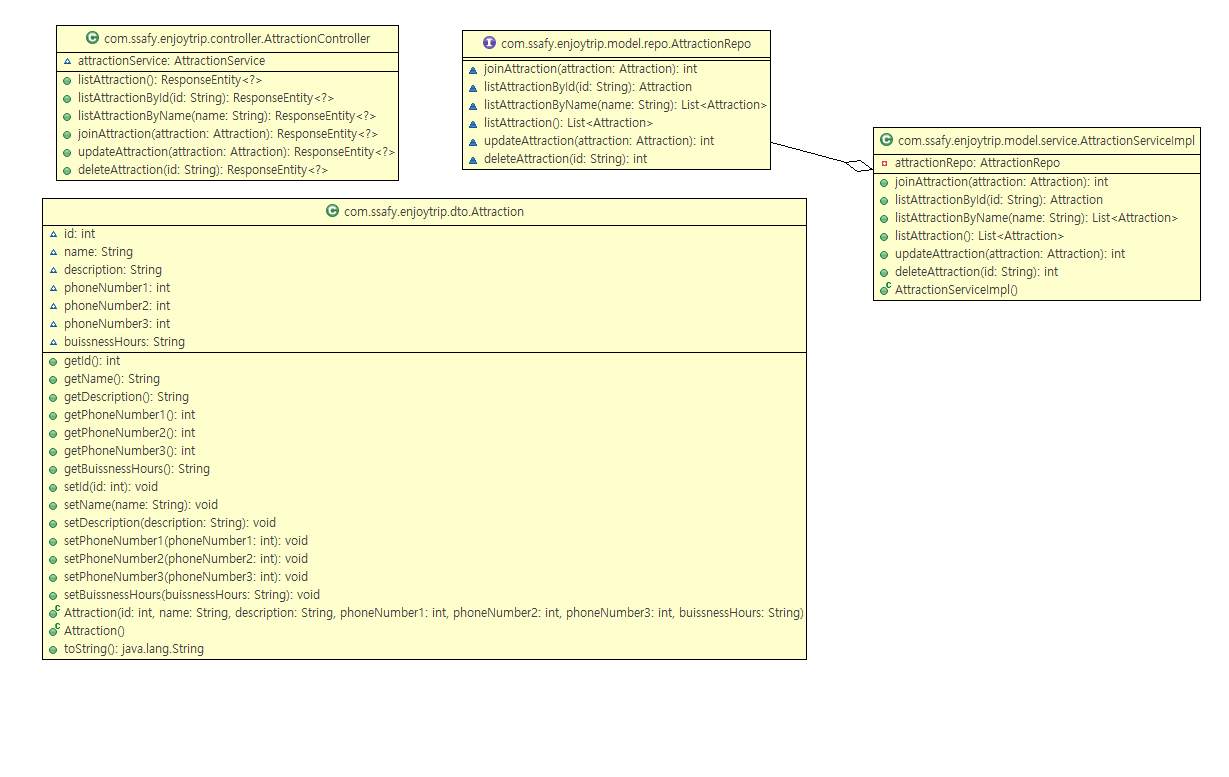 com.ssafy.enjoytrip.controller.AttractionController
attractionService: AttractionService
listAttraction(): ResponseEntity<?>
listAttractionById(id: String): ResponseEntity<?>
listAttractionByName(name: String): ResponseEntity<?>
joinAttraction(attraction: Attraction): ResponseEntity<?>
updateAttraction(attraction: Attraction): ResponseEntity<?>
deleteAttraction(id: String): ResponseEntity<?>
com.ssafy.enjoytrip.model.repo.AttractionRepo
joinAttraction(attraction: Attraction): int
listAttractionById(id: String): Attraction
listAttractionByName(name: String): List<Attraction>
listAttraction(): List<Attraction>
updateAttraction(attraction: Attraction): int
deleteAttraction(id: String): int
com.ssafy.enjoytrip.model.service.AttractionServiceImpl
attractionRepo: AttractionRepo
joinAttraction(attraction: Attraction): int
listAttractionById(id: String): Attraction
listAttractionByName(name: String): List<Attraction>
listAttraction(): List<Attraction>
updateAttraction(attraction: Attraction): int
deleteAttraction(id: String): int
AttractionServiceImpl()
com.ssafy.enjoytrip.dto.Attraction
id: int
name: String
description: String
phoneNumber1: int
phoneNumber2: int
phoneNumber3: int
buissnessHours: String
getId(): int
getName(): String
getDescription(): String
getPhoneNumber1(): int
getPhoneNumber2(): int
getPhoneNumber3(): int
getBuissnessHours(): String
setId(id: int): void
setName(name: String): void
setDescription(description: String): void
setPhoneNumber1(phoneNumber1: int): void
setPhoneNumber2(phoneNumber2: int): void
setPhoneNumber3(phoneNumber3: int): void
setBuissnessHours(buissnessHours: String): void
Attraction(id: int, name: String, description: String, phoneNumber1: int, phoneNumber2: int, phoneNumber3: int, buissnessHours: String)
Attraction()
toString(): java.lang.String